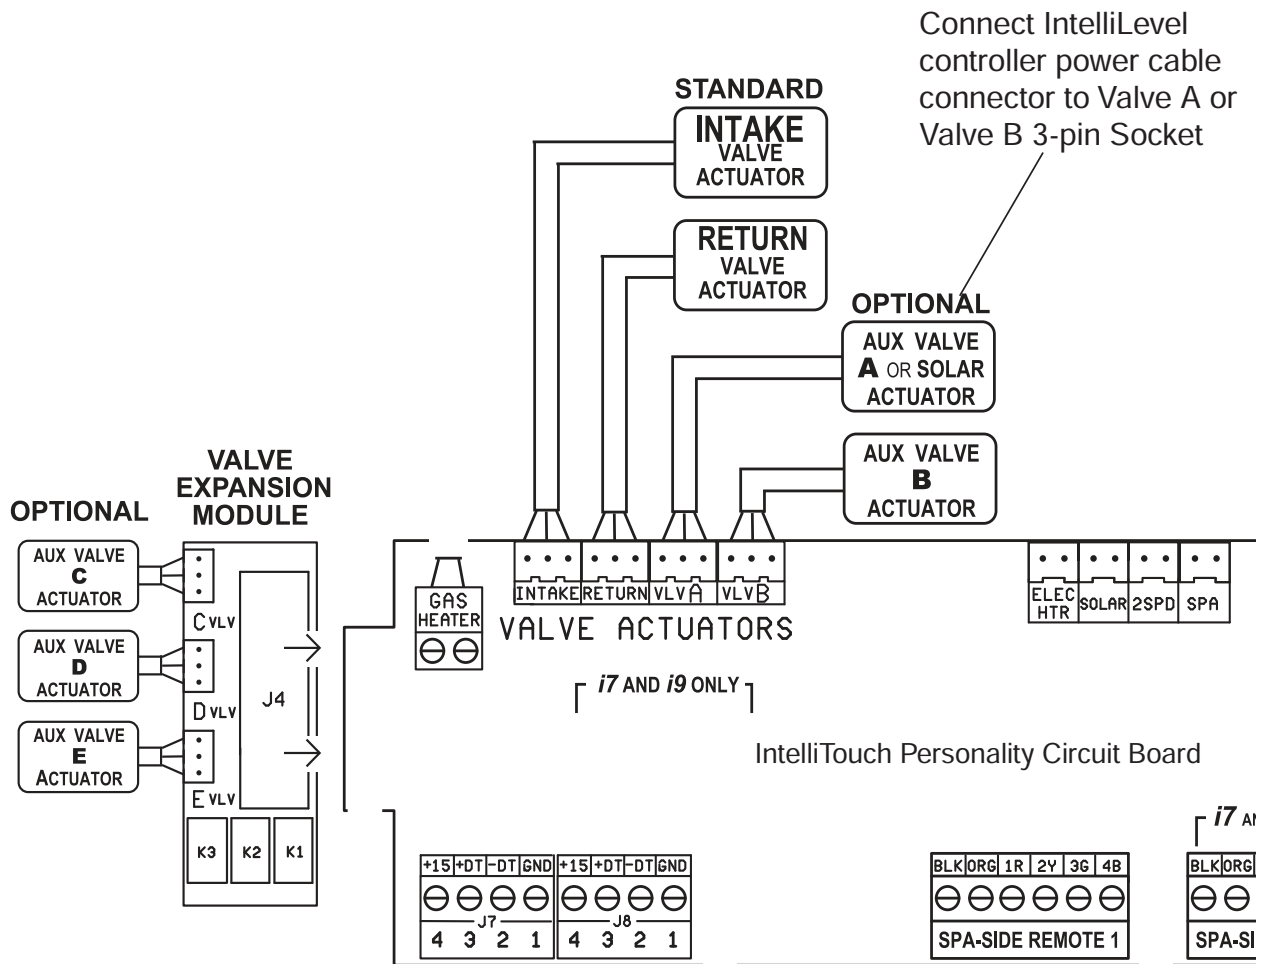 Connect IntelliLevel
controller power cable
connector to Valve A or
Valve B 3-pin Socket
STANDARD
INTAKE
VALVE
ACTUATOR
RETURN
VALVE
ACTUATOR
OPTIONAL
AUX VALVE
A OR SOLAR
ACTUATOR
AUX VALVE
B
ACTUATOR
VALVE
EXPANSION
MODULE
OPTIONAL
AUX VALVE
C
ACTUATOR
C VLV
AUX VALVE
D
ACTUATOR
D VLV
AUX VALVE
E
ACTUATOR
E VLV
J4
K3 K2 K1
GAS
HEATER
INTAKE RETURN VLV A VLV B
VALVE ACTUATORS
ELEC
HTR
SOLAR 2SPD SPA
i7 AND i9 ONLY
IntelliTouch Personality Circuit Board
i7 AN
+15 +DT -DT GND +15 +DT -DT GND
J7 J8
4 3 2 1 4 3 2 1
BLK ORG 1R 2Y 3G 4B
SPA-SIDE REMOTE 1
BLK ORG
SPA-SI